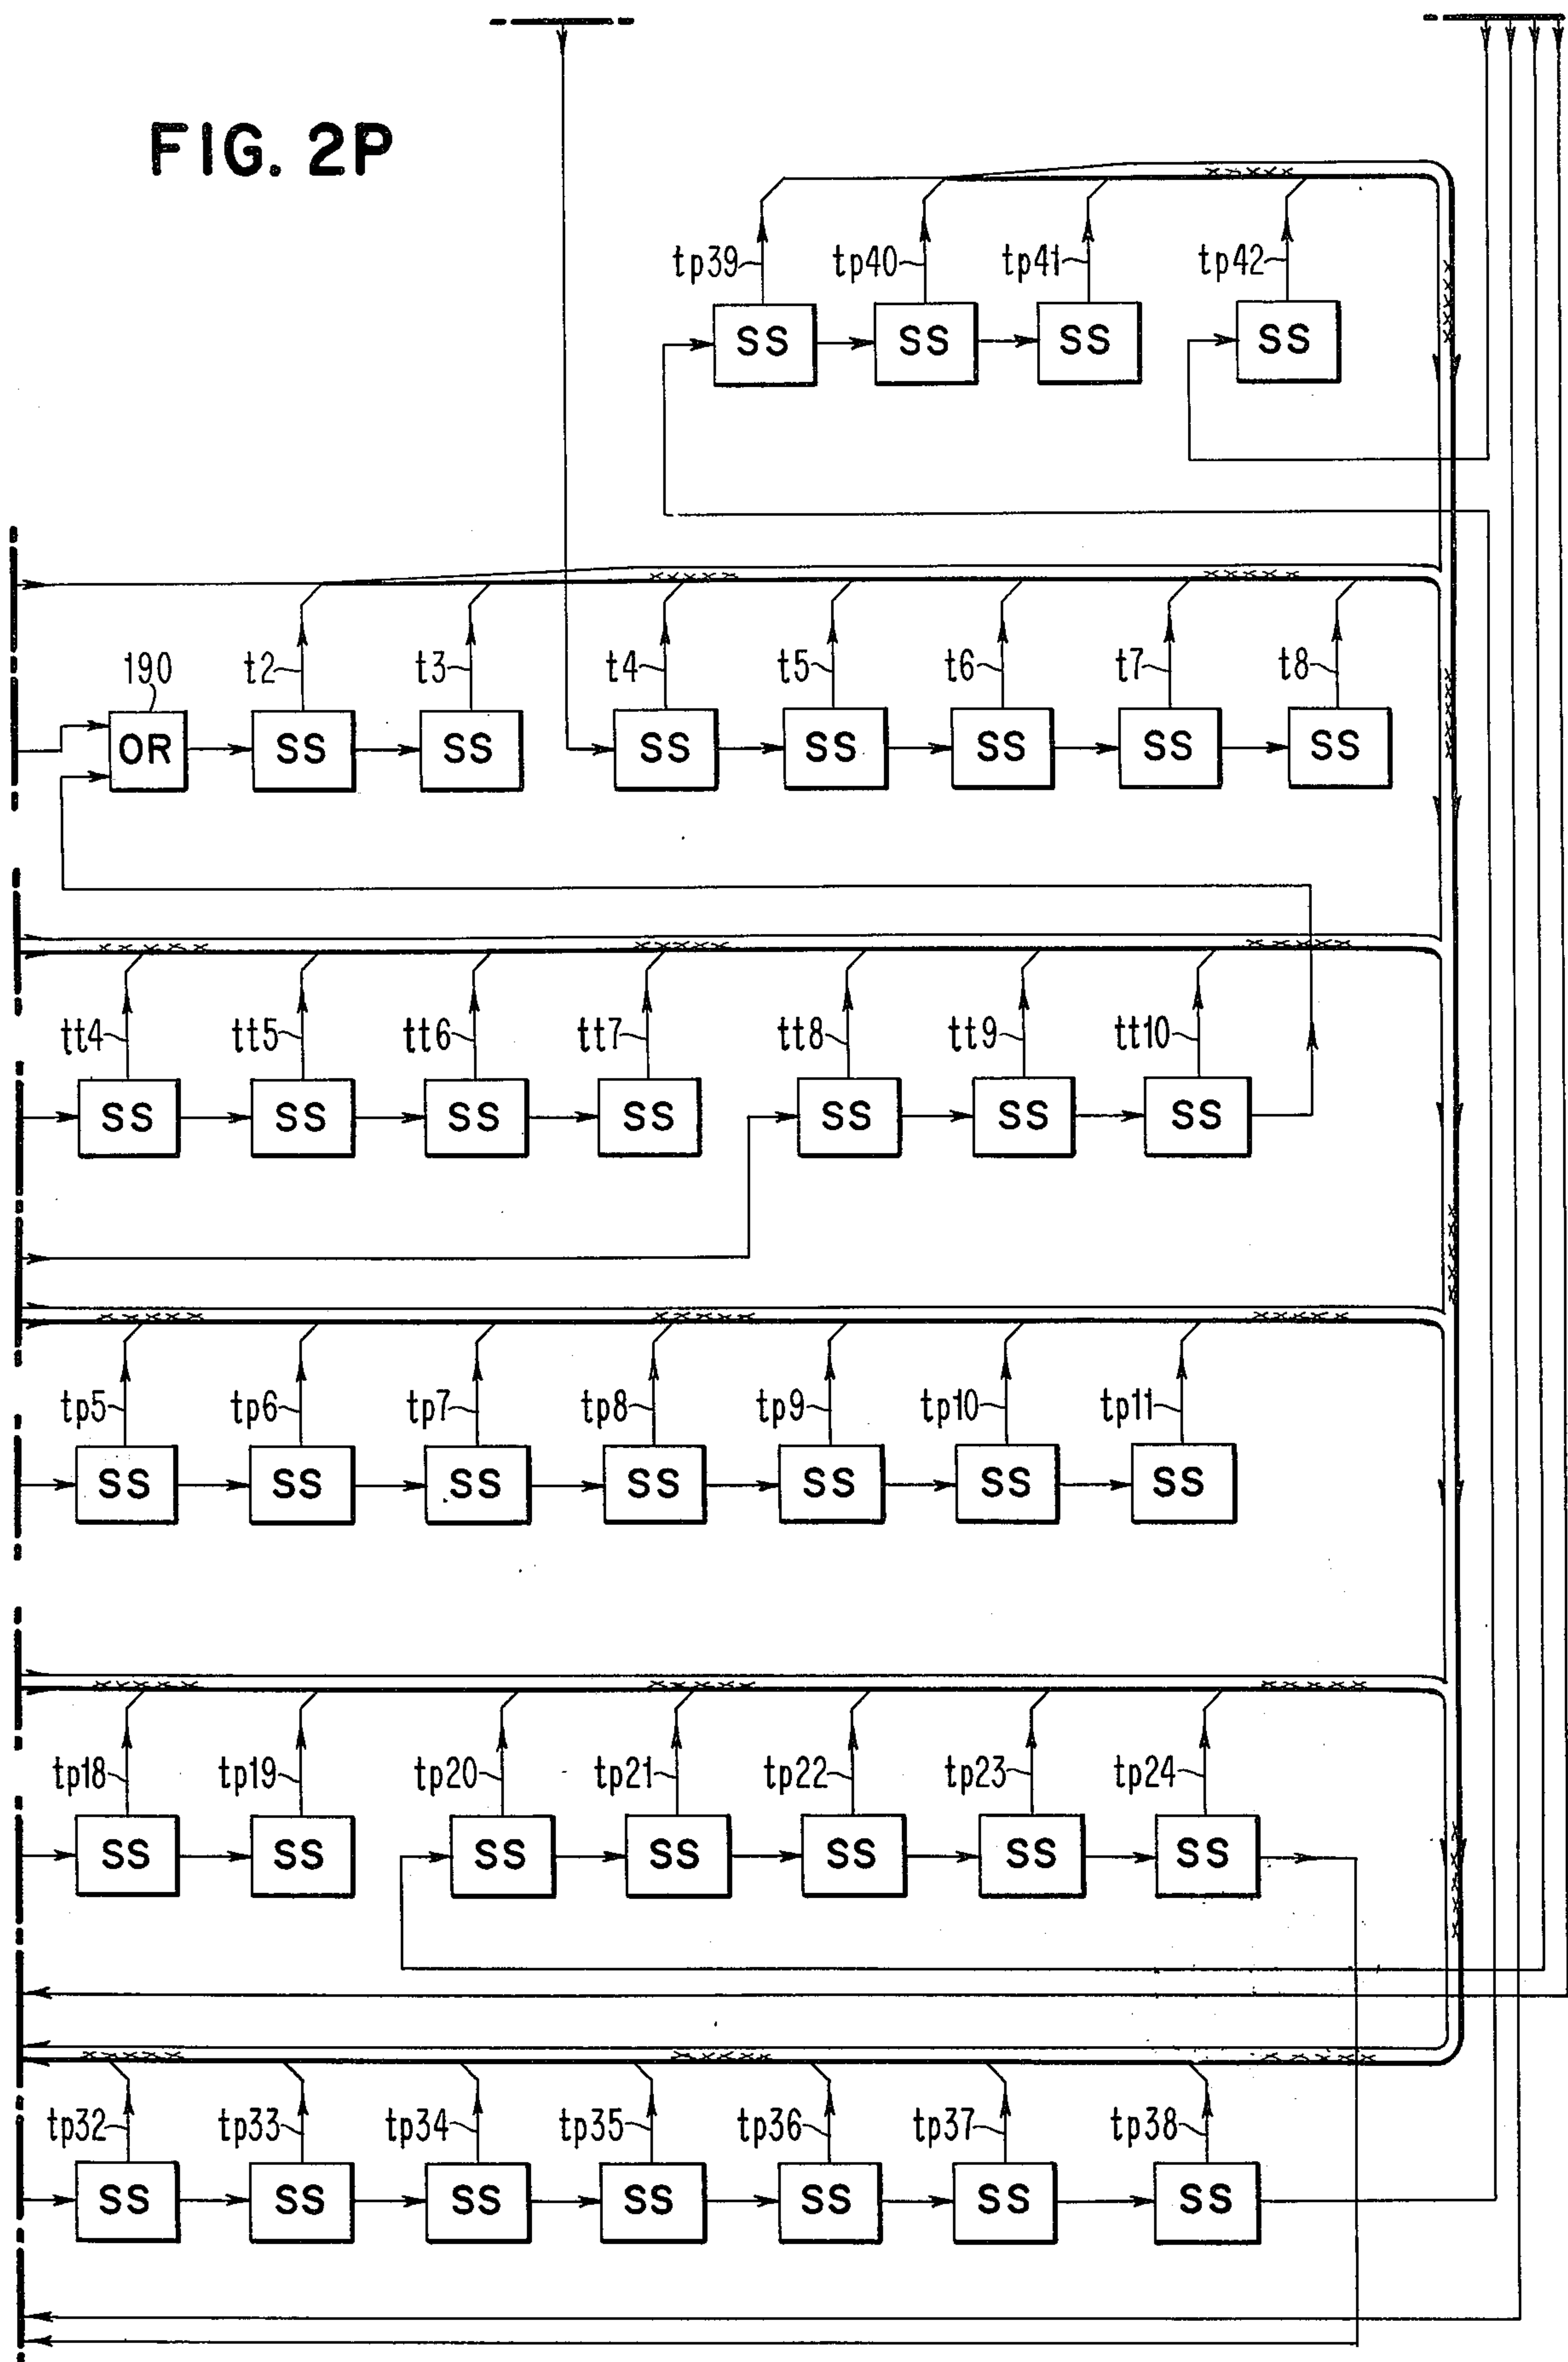 FIG. 2P
tp39 tp40 tp41 tp42
SS SS SS SS
190 t2 t3 t4 t5 t6 t7 t8
OR SS SS SS SS SS SS SS
tt4 tt5 tt6 tt7 tt8 tt9 tt10
SS SS SS SS SS SS SS
tp5 tp6 tp7 tp8 tp9 tp10 tp11
SS SS SS SS SS SS SS
tp18 tp19 tp20 tp21 tp22 tp23 tp24
SS SS SS SS SS SS SS
tp32 tp33 tp34 tp35 tp36 tp37 tp38
SS SS SS SS SS SS SS